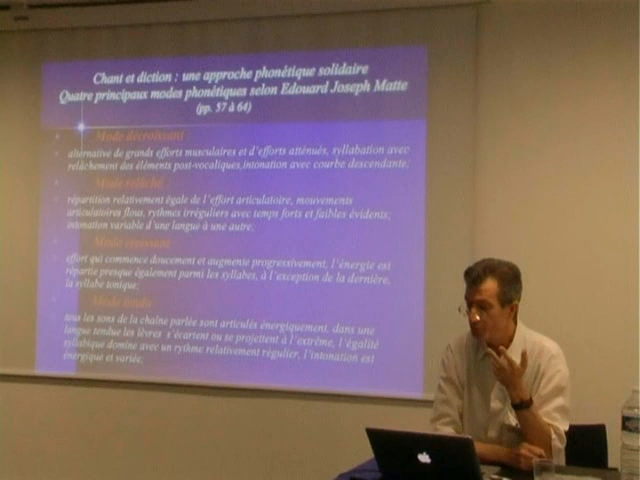 Chant et diction : une approche phonétique solidaire
Quatre principaux modes phonétiques selon Edouard Joseph Matte
(pp. 57 à 64)
Mode décroissant :
alternative de grands efforts musculaires et d'efforts atténués, syllabation avec
relâchement des éléments post-vocaliques, intonation avec courbe descendante;
Mode relâché :
répartition relativement égale de l'effort articulatoire, mouvements
articulatoires flous, rythmes irréguliers avec temps forts et faibles évidents;
intonation variable d'une langue à une autre.
Mode
effort qui commence doucement et augmente progressivement, l'énergie est
répartie presque également parmi les syllabes, à l'exception de la dernière,
la syllabe tonique;
Mode tendu
tous les sons de la chaîne parlée sont articulés énergiquement, dans une
langue tendue les lèvres s'écartent ou se projettent à l'extrême, l'égalité
syllabique domine avec un rythme relativement régulier, l'intonation est
énergique et variée.